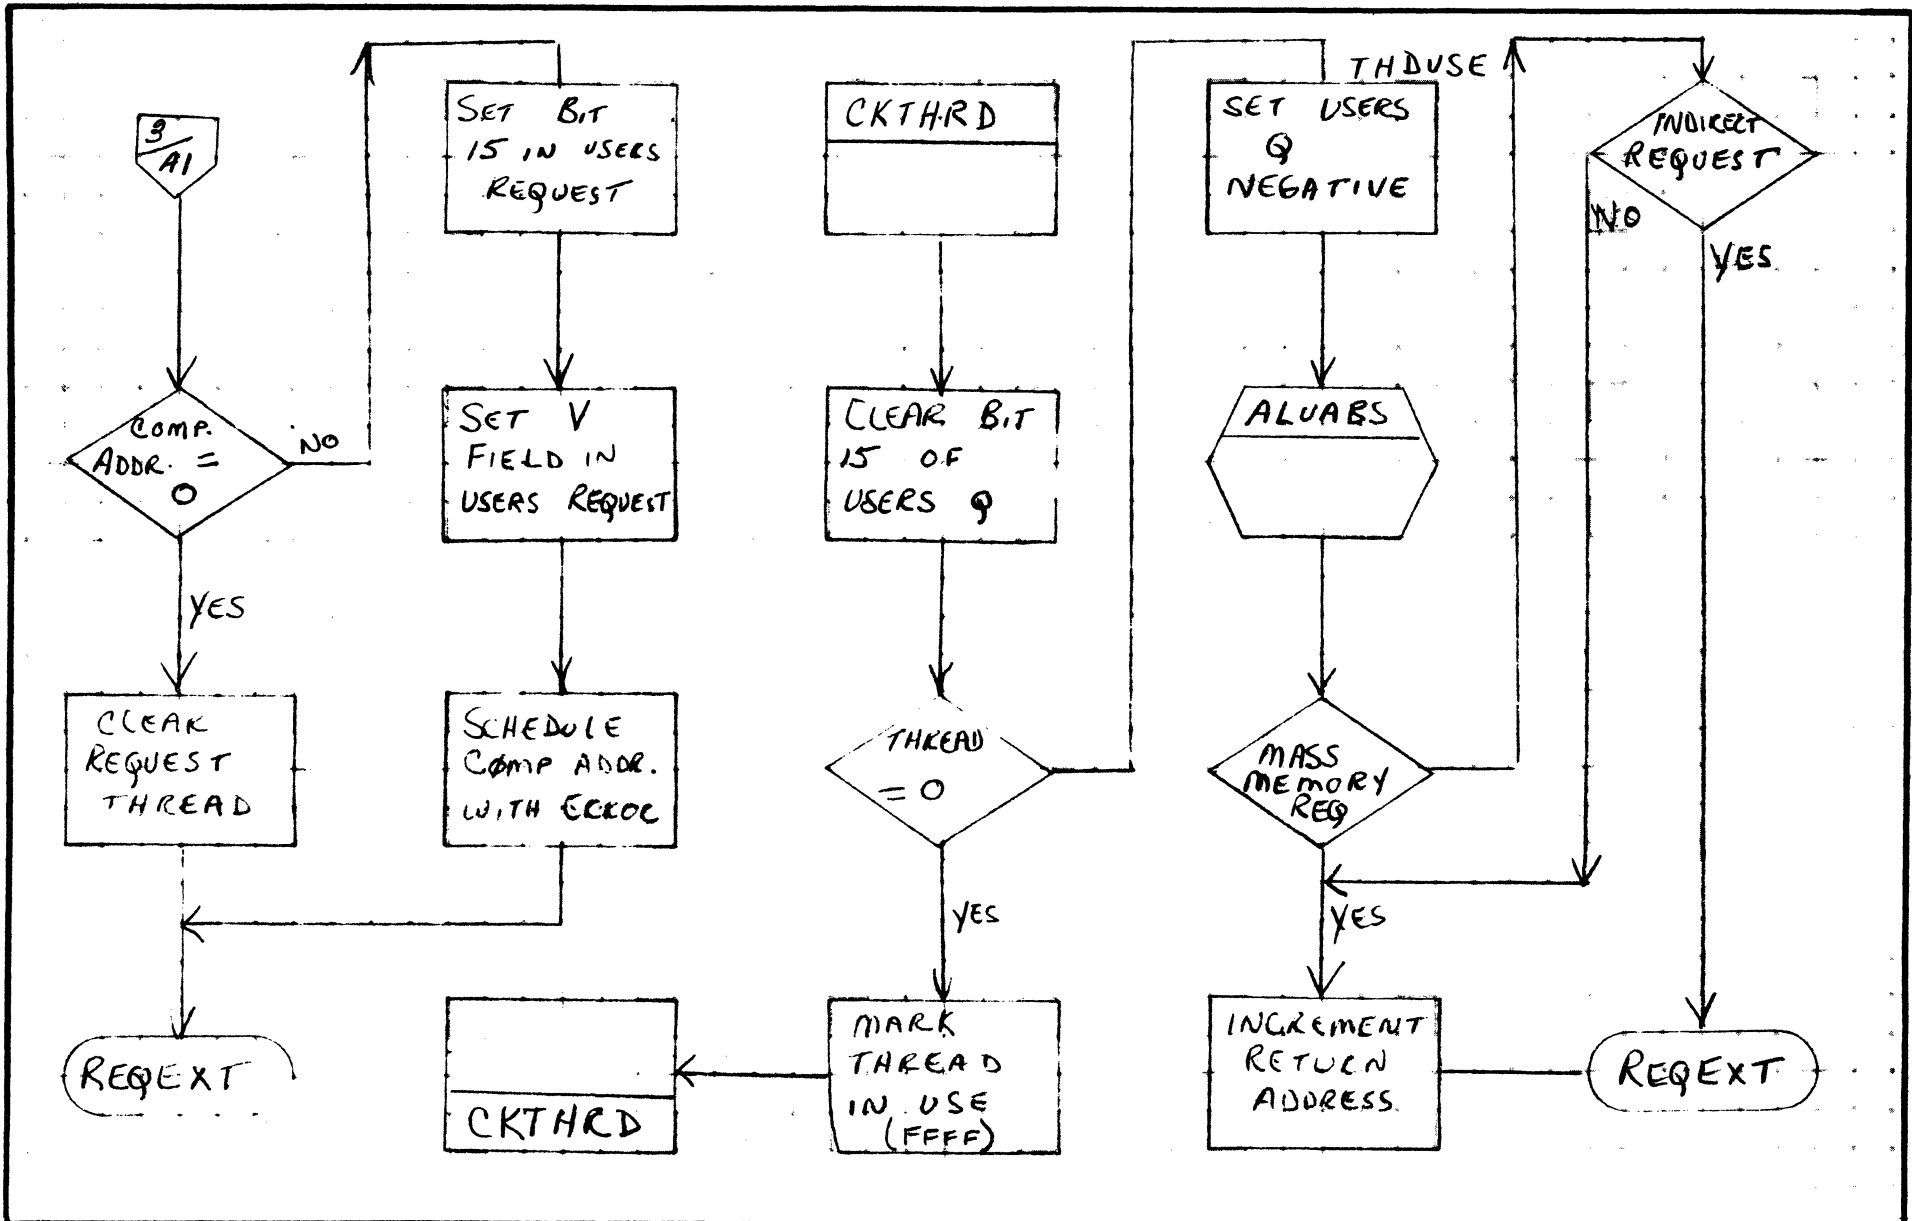 3
A1
COMP.
ADDR. =
0
NO
YES
CLEAR
REQUEST
THREAD
REQEXT
SET BIT
15 IN USERS
REQUEST
SET V
FIELD IN
USERS REQUEST
SCHEDULE
COMP ADDR.
WITH ERROR
CKTHRD
CKTHRD
CLEAR BIT
15 OF
USERS Q
THREAD
= 0
YES
MARK
THREAD
IN USE
(FFFF)
SET USERS
Q
NEGATIVE
ALVABS
MASS
MEMORY
REQ
YES
INCREMENT
RETURN
ADDRESS
THDUSE
INDIRECT
REQUEST
NO
YES
REQEXT